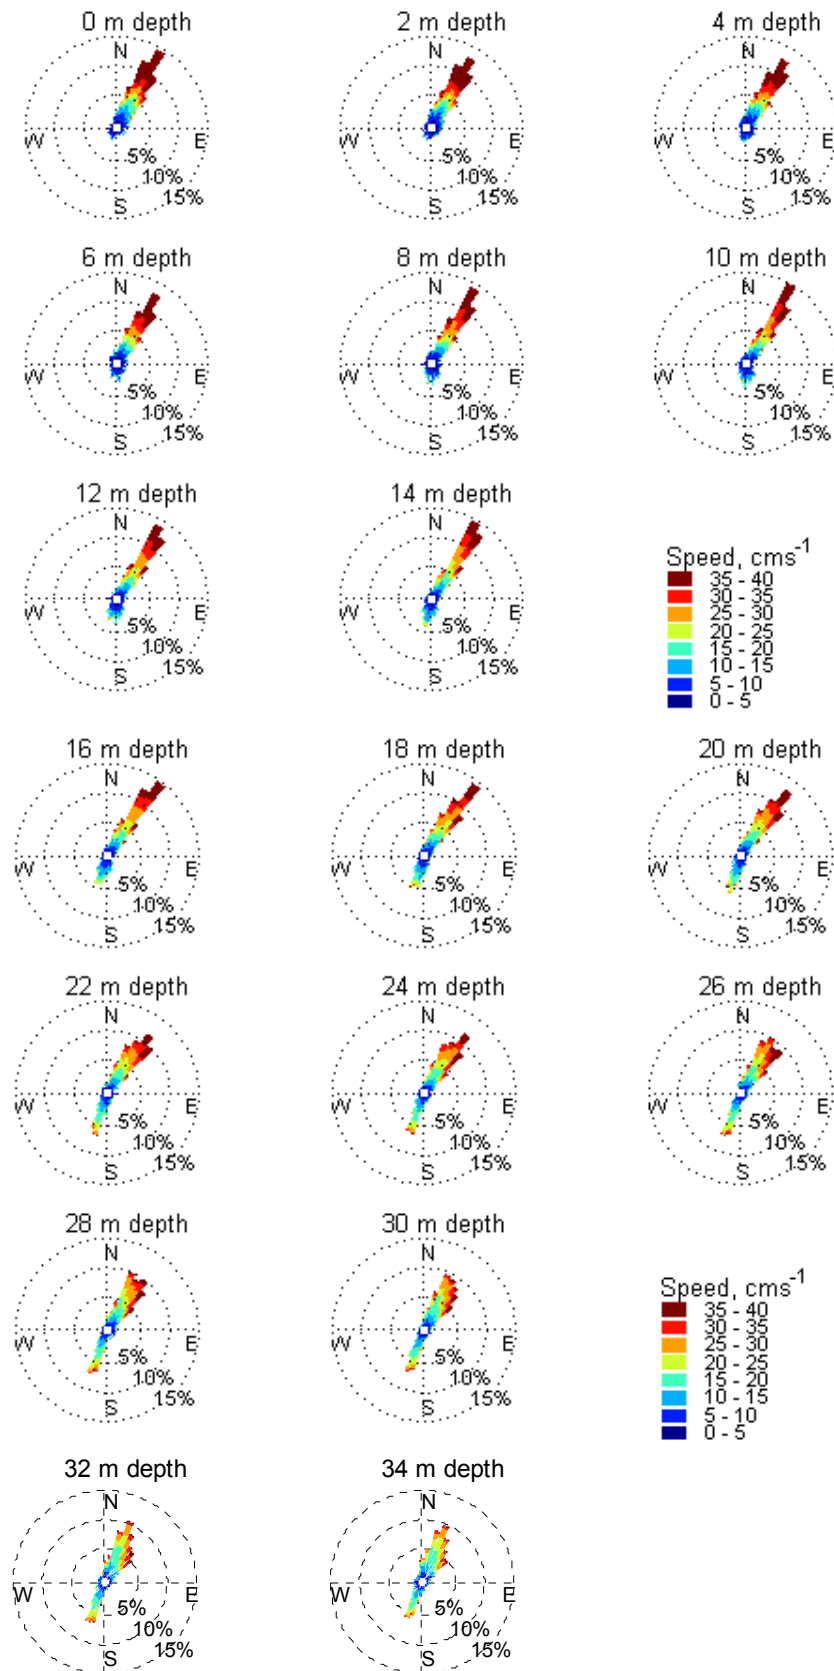 0 m depth 2 m depth 4 m depth
N N N
W E W E W E
5% 5% 5%
10% 10% 10%
15% 15% 15%
S S S
6 m depth 8 m depth 10 m depth
N N N
W E W E W E
5% 5% 5%
10% 10% 10%
15% 15% 15%
S S S
12 m depth 14 m depth
N N
W E W E
5% 5%
10% 10%
15% 15%
S S
Speed, cms-1
35 - 40
30 - 35
25 - 30
20 - 25
15 - 20
10 - 15
5 - 10
0 - 5
16 m depth 18 m depth 20 m depth
N N N
W E W E W E
5% 5% 5%
10% 10% 10%
15% 15% 15%
S S S
22 m depth 24 m depth 26 m depth
N N N
W E W E W E
5% 5% 5%
10% 10% 10%
15% 15% 15%
S S S
28 m depth 30 m depth
N N
W E W E
5% 5%
10% 10%
15% 15%
S S
Speed, cms-1
35 - 40
30 - 35
25 - 30
20 - 25
15 - 20
10 - 15
5 - 10
0 - 5
32 m depth 34 m depth
N N
W E W E
5% 5%
10% 10%
15% 15%
S S